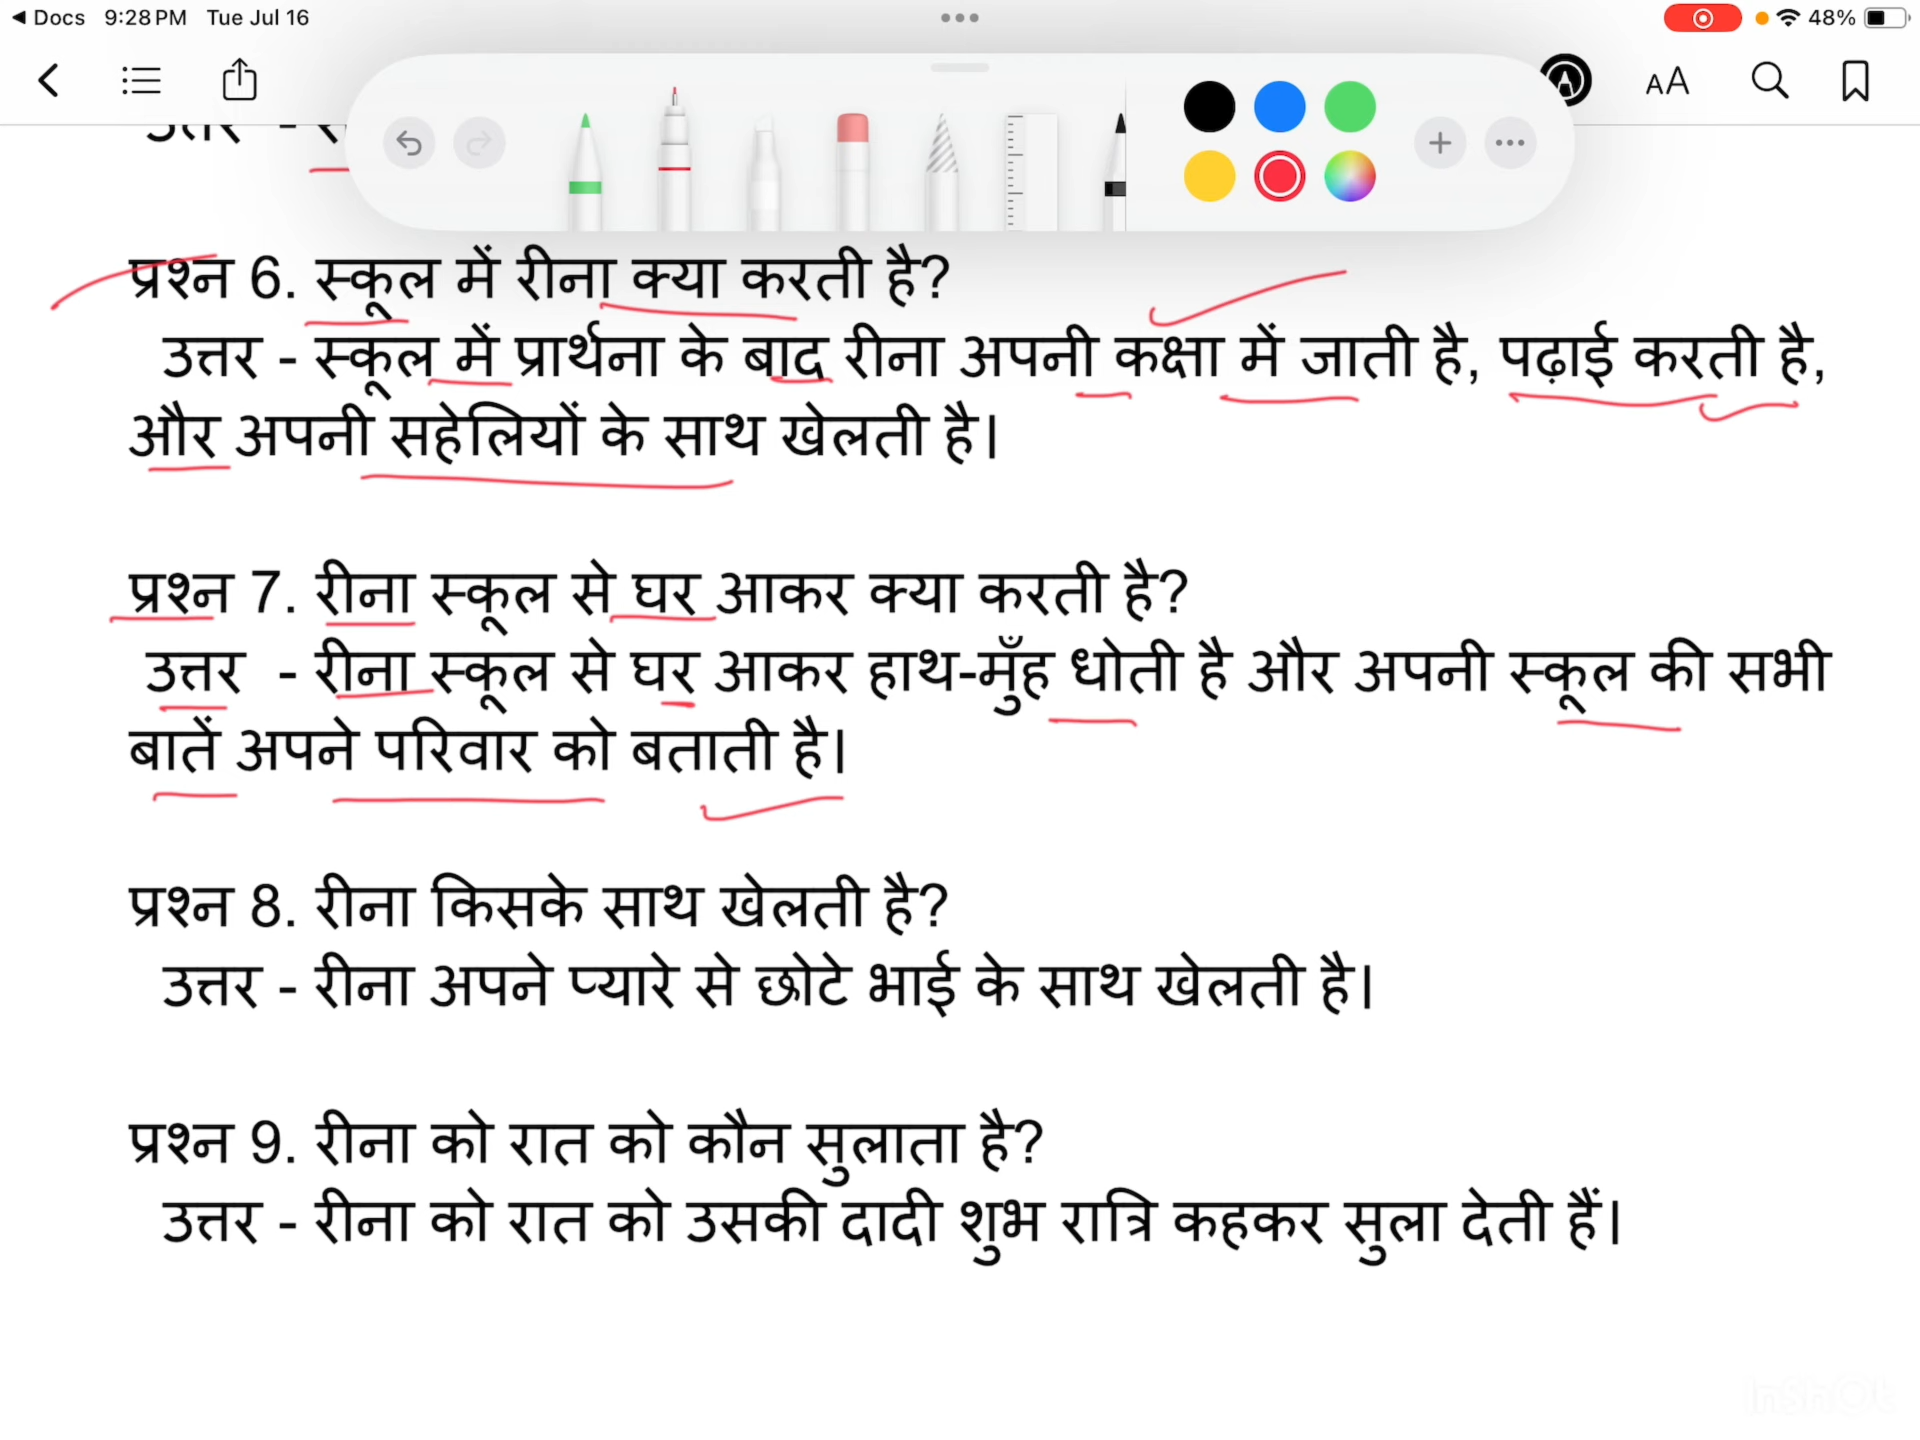 Docs 9:28 PM Tue Jul 16 48%
AA
प्रश्न 6. स्कूल में रीना क्या करती है?
उत्तर - स्कूल में प्रार्थना के बाद रीना अपनी कक्षा में जाती है, पढ़ाई करती है,
और अपनी सहेलियों के साथ खेलती है।
प्रश्न 7. रीना स्कूल से घर आकर क्या करती है?
उत्तर - रीना स्कूल से घर आकर हाथ-मुँह धोती है और अपनी स्कूल की सभी
बातें अपने परिवार को बताती है।
प्रश्न 8. रीना किसके साथ खेलती है?
उत्तर - रीना अपने प्यारे से छोटे भाई के साथ खेलती है।
प्रश्न 9. रीना को रात को कौन सुलाता है?
उत्तर - रीना को रात को उसकी दादी शुभ रात्रि कहकर सुला देती हैं।
InShOt